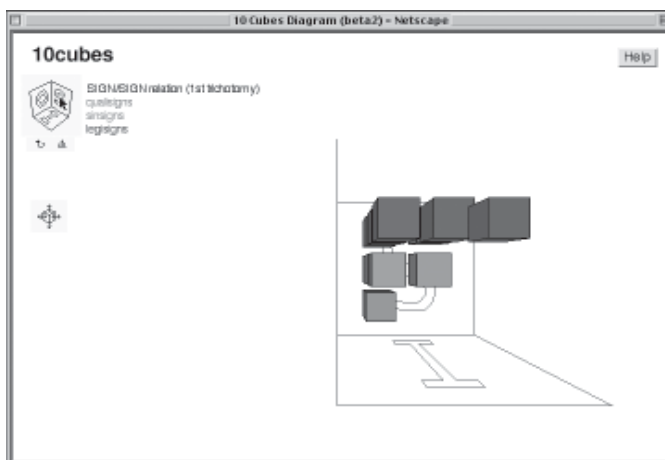 10 Cubes Diagram (beta2) - Netscape
10cubes
Help
SIGN/SIGN relation (1st trichotomy)
qualisigns
sinsigns
legisigns
I